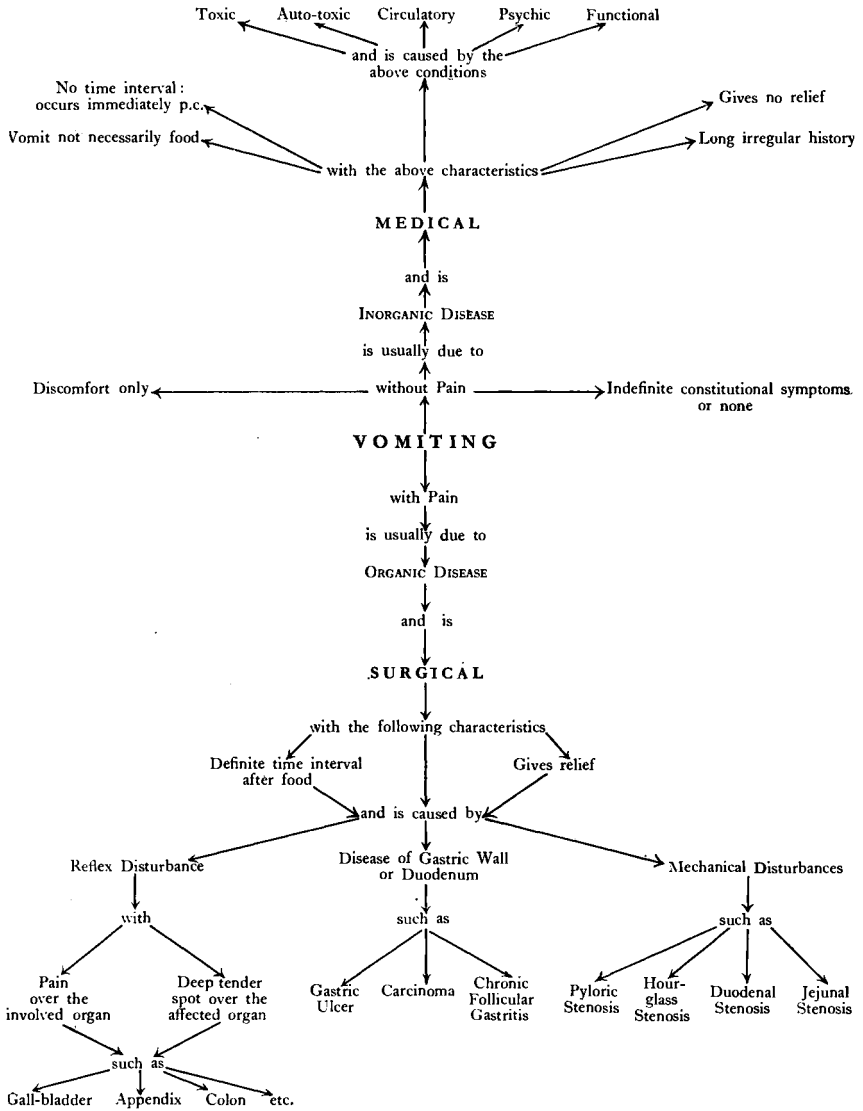 Toxic Auto-toxic Circulatory Psychic Functional
and is caused by the
above conditions
No time interval:
occurs immediately p.c.
Gives no relief
Vomit not necessarily food
Long irregular history
with the above characteristics
MEDICAL
and is
INORGANIC DISEASE
is usually due to
Discomfort only
without Pain
Indefinite constitutional symptoms
or none
VOMITING
with Pain
is usually due to
ORGANIC DISEASE
and is
SURGICAL
with the following characteristics
Definite time interval
after food
Gives relief
and is caused by
Reflex Disturbance
Disease of Gastric Wall
or Duodenum
Mechanical Disturbances
with
such as
such as
Pain
over the
involved organ
Deep tender
spot over the
affected organ
Gastric
Ulcer
Carcinoma
Chronic
Follicular
Gastritis
Pyloric
Stenosis
Hour-
glass
Stenosis
Duodenal
Stenosis
Jejunal
Stenosis
such as
Gall-bladder Appendix Colon etc.